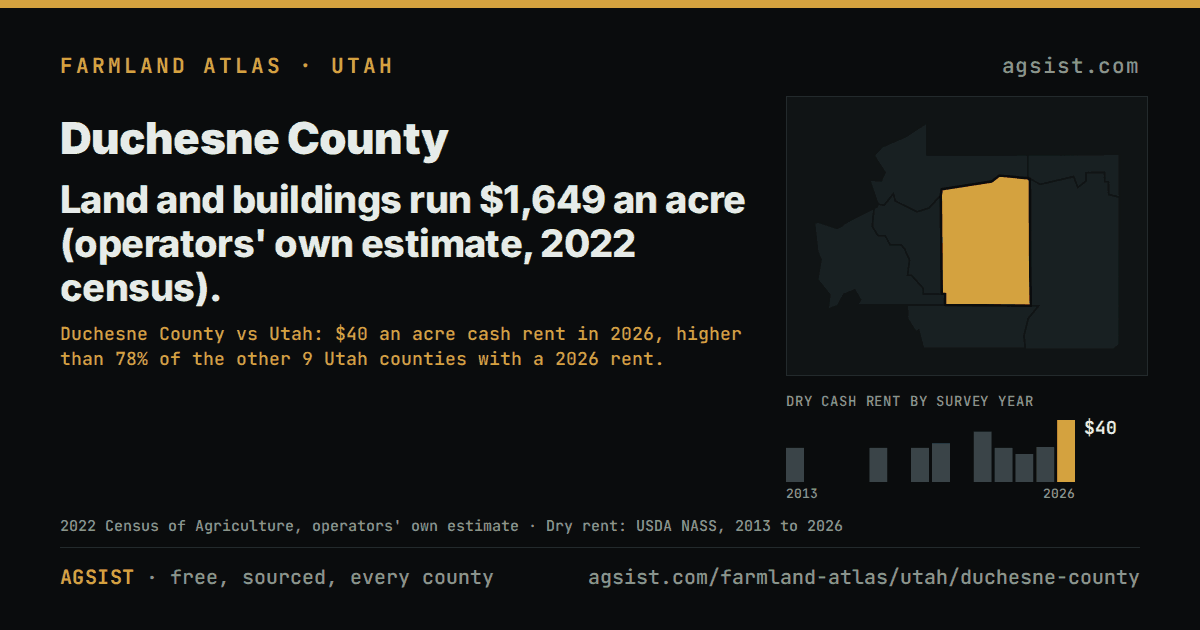 FARMLAND ATLAS · UTAH
agsist.com
Duchesne County
Land and buildings run $1,649 an acre
(operators' own estimate, 2022
census).
Duchesne County vs Utah: $40 an acre cash rent in 2026, higher
than 78% of the other 9 Utah counties with a 2026 rent.
DRY CASH RENT BY SURVEY YEAR
$40
2013
2026
2022 Census of Agriculture, operators' own estimate · Dry rent: USDA NASS, 2013 to 2026
AGSIST · free, sourced, every county
agsist.com/farmland-atlas/utah/duchesne-county